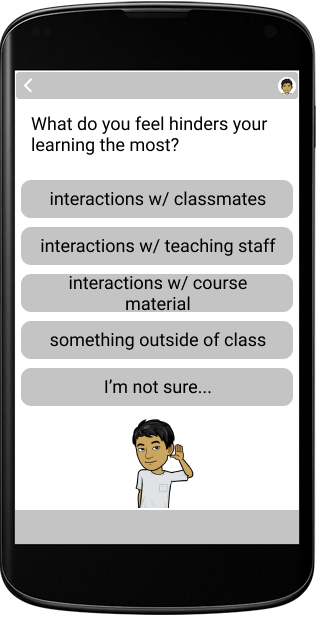 What do you feel hinders your
learning the most?
interactions w/ classmates
interactions w/ teaching staff
interactions w/ course
material
something outside of class
I’m not sure...